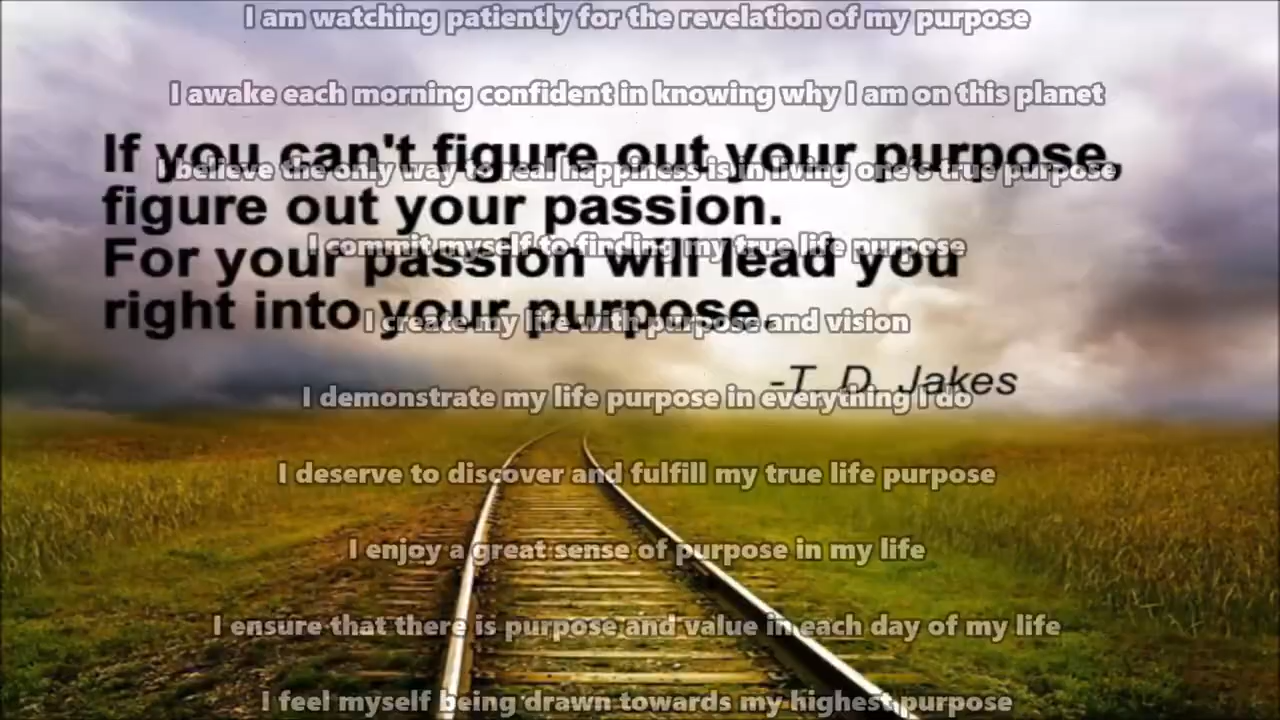 I am watching patiently for the revelation of my purpose
I awake each morning confident in knowing why I am on this planet
If you can't figure out your purpose,
I believe the only way to real happiness is in living one's true purpose
figure out your passion.
I commit myself to finding my true life purpose
For your passion will lead you
right into your purpose.
I create my life with purpose and vision
-T. D. Jakes
I demonstrate my life purpose in everything I do
I deserve to discover and fulfill my true life purpose
I enjoy a great sense of purpose in my life
I ensure that there is purpose and value in each day of my life
I feel myself being drawn towards my highest purpose